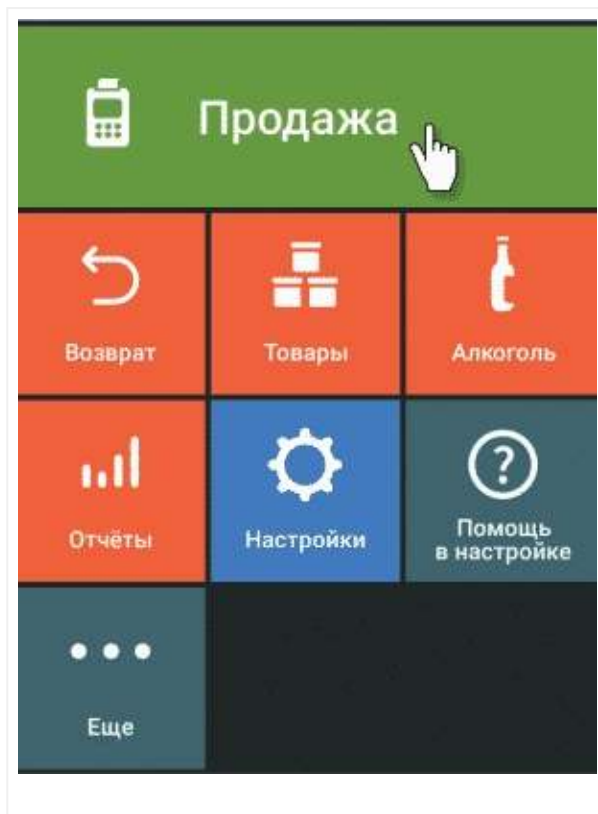 Продажа
Возврат
Товары
Алкоголь
Отчёты
Настройки
Помощь
в настройке
Еще